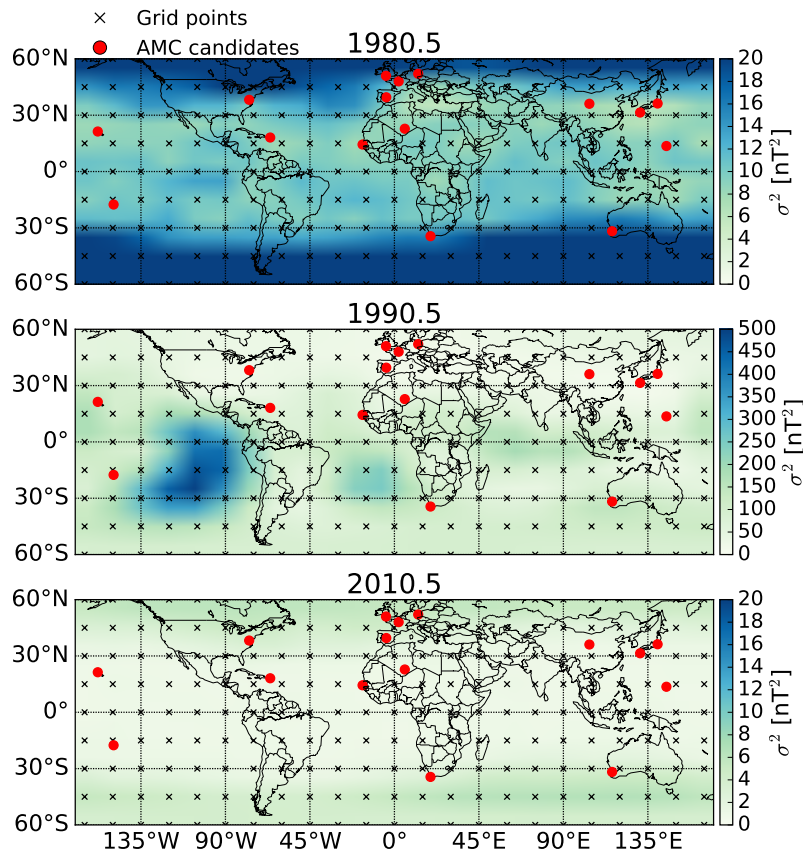 Grid points
AMC candidates
1980.5
60°N
30°N
0°
30°S
60°S
20
18
16
14
12
10
8
6
4
2
0
σ² [nT²]
1990.5
60°N
30°N
0°
30°S
60°S
500
450
400
350
300
250
200
150
100
50
0
σ² [nT²]
2010.5
60°N
30°N
0°
30°S
60°S
20
18
16
14
12
10
8
6
4
2
0
σ² [nT²]
135°W 90°W 45°W 0° 45°E 90°E 135°E